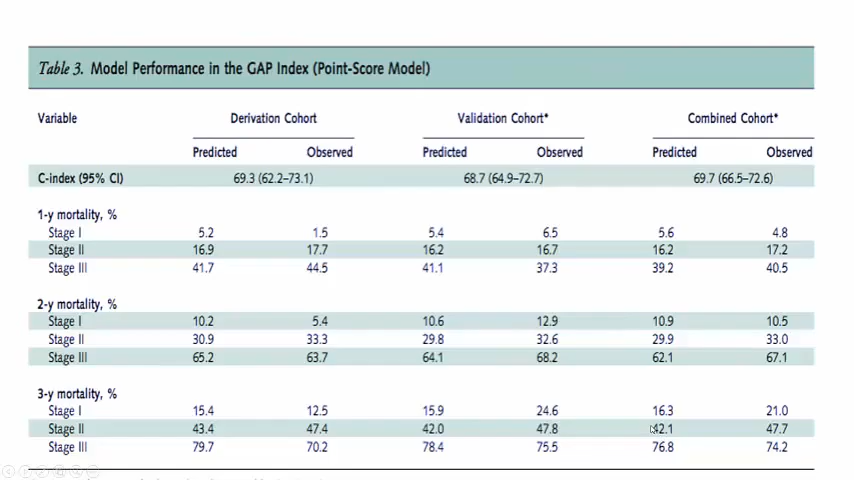 Table 3. Model Performance in the GAP Index (Point-Score Model)
Variable Derivation Cohort Validation Cohort* Combined Cohort*
Predicted Observed Predicted Observed Predicted Observed
C-index (95% CI) 69.3 (62.2–73.1) 68.7 (64.9–72.7) 69.7 (66.5–72.6)
1-y mortality, %
Stage I 5.2 1.5 5.4 6.5 5.6 4.8
Stage II 16.9 17.7 16.2 16.7 16.2 17.2
Stage III 41.7 44.5 41.1 37.3 39.2 40.5
2-y mortality, %
Stage I 10.2 5.4 10.6 12.9 10.9 10.5
Stage II 30.9 33.3 29.8 32.6 29.9 33.0
Stage III 65.2 63.7 64.1 68.2 62.1 67.1
3-y mortality, %
Stage I 15.4 12.5 15.9 24.6 16.3 21.0
Stage II 43.4 47.4 42.0 47.8 42.1 47.7
Stage III 79.7 70.2 78.4 75.5 76.8 74.2